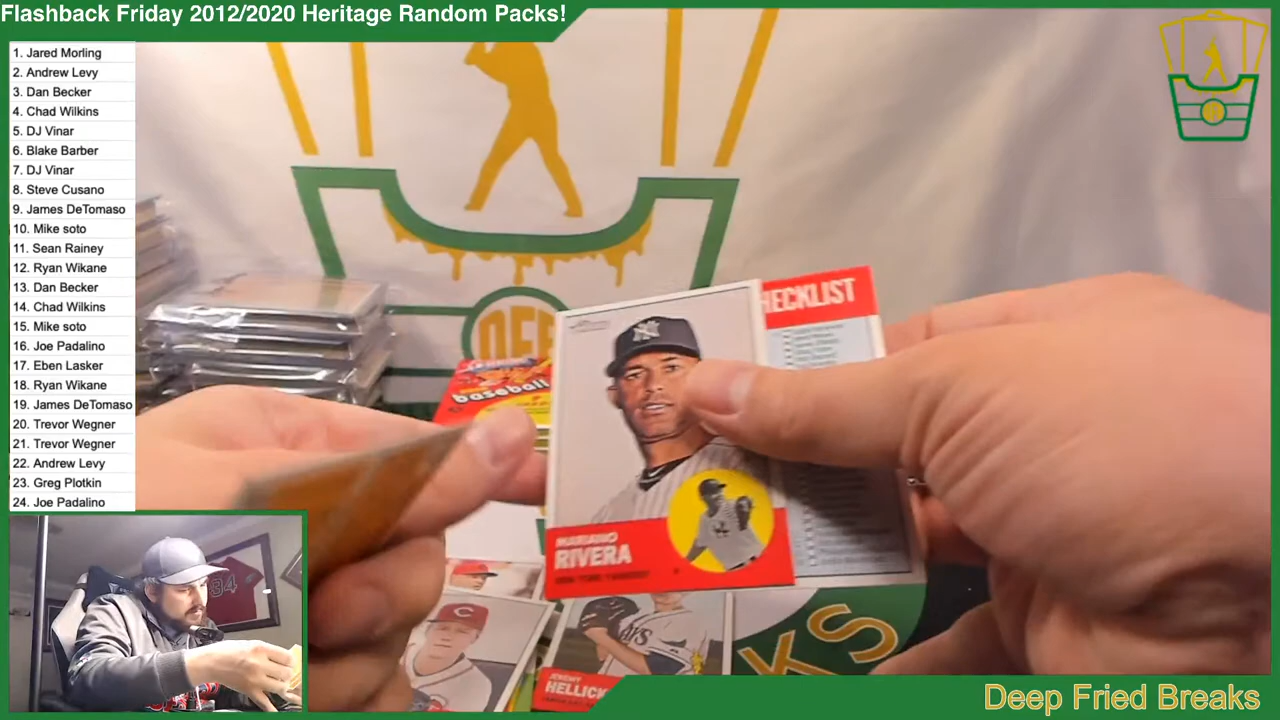 Flashback Friday 2012/2020 Heritage Random Packs!
1. Jared Morling
2. Andrew Levy
3. Dan Becker
4. Chad Wilkins
5. DJ Vinar
6. Blake Barber
7. DJ Vinar
8. Steve Cusano
9. James DeTomaso
10. Mike soto
11. Sean Rainey
12. Ryan Wikane
13. Dan Becker
14. Chad Wilkins
15. Mike soto
16. Joe Padalino
17. Eben Lasker
18. Ryan Wikane
19. James DeTomaso
20. Trevor Wegner
21. Trevor Wegner
22. Andrew Levy
23. Greg Plotkin
24. Joe Padalino
HECKLIST
baseball
MARIANO
RIVERA
NEW YORK YANKEES
JEREMY
HELLICK
KS
Deep Fried Breaks